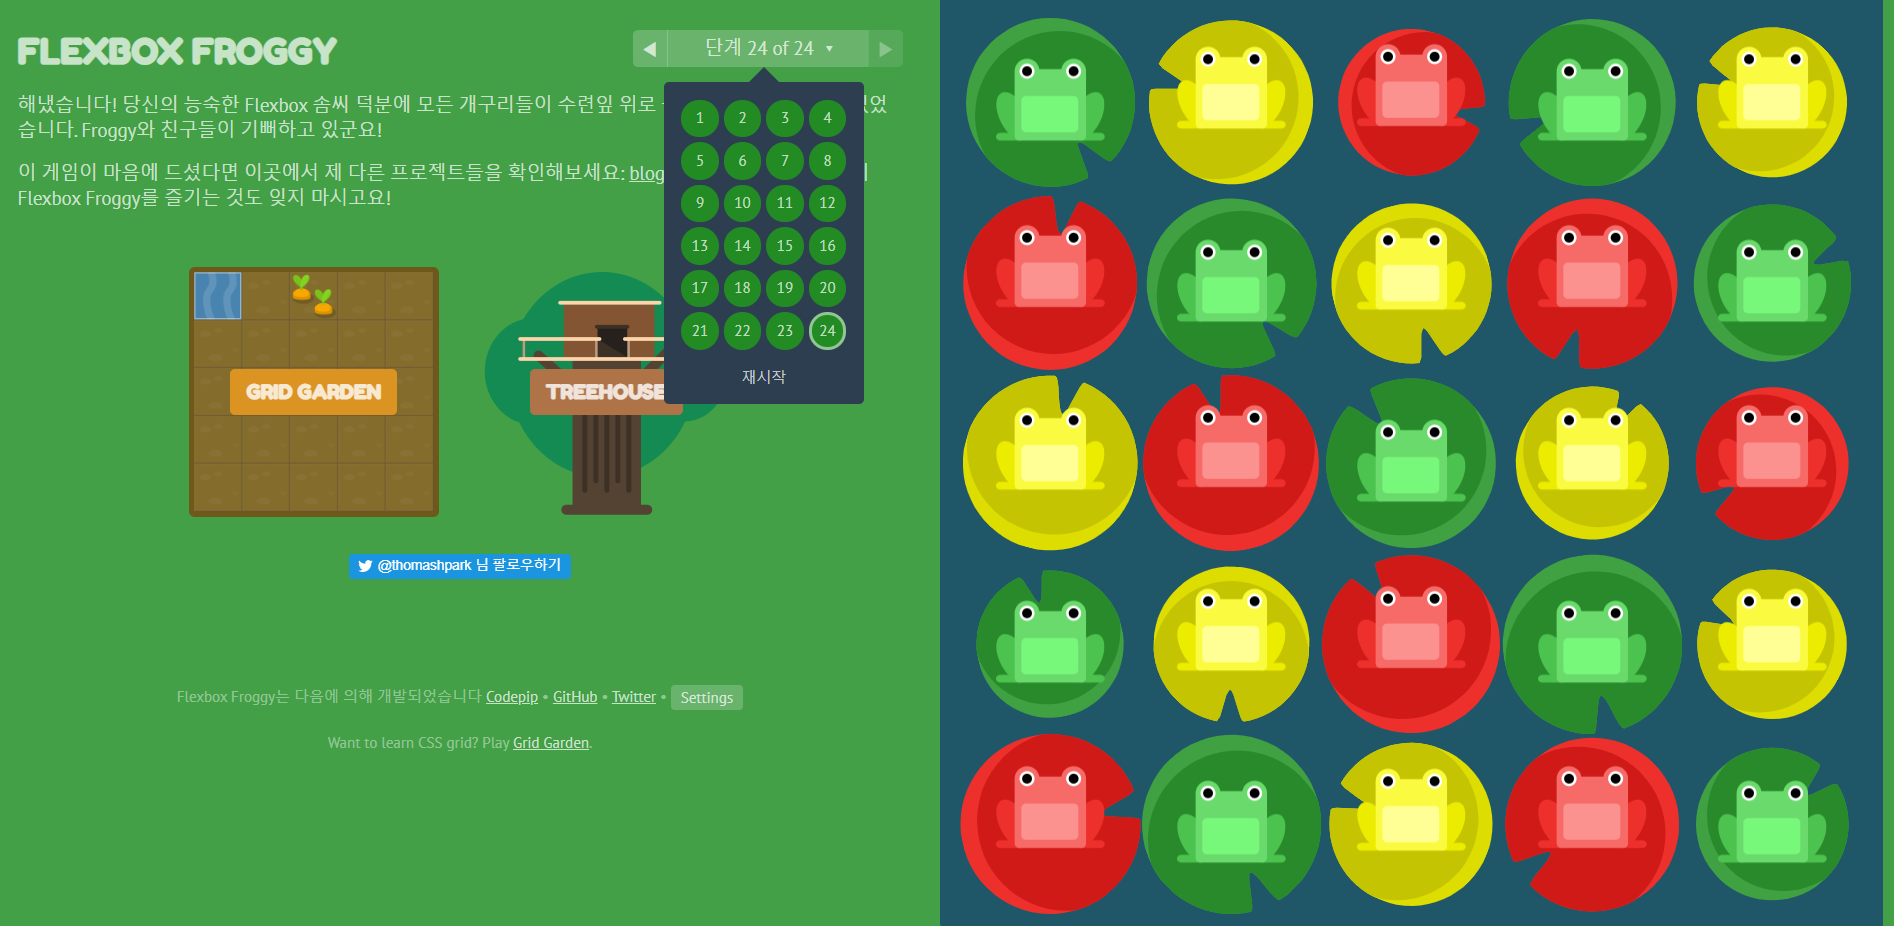 FLEXBOX FROGGY
단계 24 of 24
해냈습니다! 당신의 능숙한 Flexbox 솜씨 덕분에 모든 개구리들이 수련잎 위로
습니다. Froggy와 친구들이 기뻐하고 있군요!
이 게임이 마음에 드셨다면 이곳에서 제 다른 프로젝트들을 확인해보세요: blog
Flexbox Froggy를 즐기는 것도 잊지 마시고요!
1 2 3 4
5 6 7 8
9 10 11 12
13 14 15 16
17 18 19 20
21 22 23 24
재시작
GRID GARDEN
TREEHOUSE
@thomashpark 님 팔로우하기
Flexbox Froggy는 다음에 의해 개발되었습니다 Codepip • GitHub • Twitter • Settings
Want to learn CSS grid? Play Grid Garden.